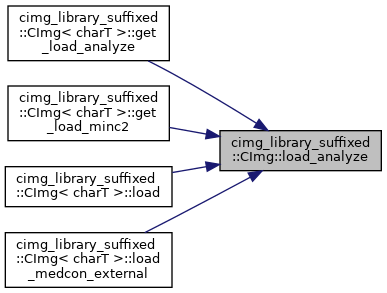 cimg_library_suffixed
::CImg< charT >::get
_load_analyze
cimg_library_suffixed
::CImg< charT >::get
_load_minc2
cimg_library_suffixed
::CImg::load_analyze
cimg_library_suffixed
::CImg< charT >::load
cimg_library_suffixed
::CImg< charT >::load
_medcon_external